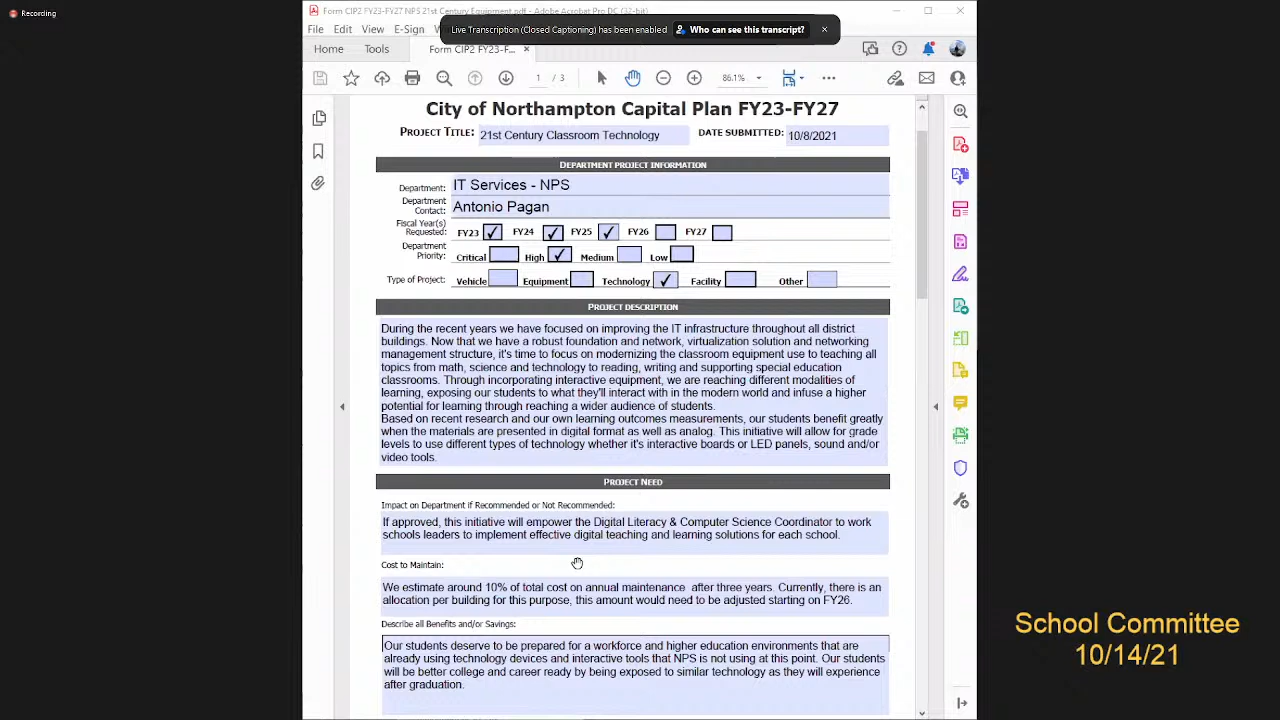 Recording
Form CIP2 FY23-FY27 NPS 21st Century Equipment.pdf - Adobe Acrobat Pro DC (32-bit)
Live Transcription (Closed Captioning) has been enabled Who can see this transcript?
File Edit View E-Sign
Home Tools Form CIP2 FY23-F...
1 / 3 86.1%
City of Northampton Capital Plan FY23-FY27
PROJECT TITLE: 21st Century Classroom Technology DATE SUBMITTED: 10/8/2021
DEPARTMENT PROJECT INFORMATION
Department: IT Services - NPS
Department Contact: Antonio Pagan
Fiscal Year(s) Requested: FY23 ✓ FY24 ✓ FY25 ✓ FY26 FY27
Department Priority: Critical High ✓ Medium Low
Type of Project: Vehicle Equipment Technology ✓ Facility Other
PROJECT DESCRIPTION
During the recent years we have focused on improving the IT infrastructure throughout all district
buildings. Now that we have a robust foundation and network, virtualization solution and networking
management structure, it's time to focus on modernizing the classroom equipment use to teaching all
topics from math, science and technology to reading, writing and supporting special education
classrooms. Through incorporating interactive equipment, we are reaching different modalities of
learning, exposing our students to what they'll interact with in the modern world and infuse a higher
potential for learning through reaching a wider audience of students.
Based on recent research and our own learning outcomes measurements, our students benefit greatly
when the materials are presented in digital format as well as analog. This initiative will allow for grade
levels to use different types of technology whether it's interactive boards or LED panels, sound and/or
video tools.
PROJECT NEED
Impact on Department if Recommended or Not Recommended:
If approved, this initiative will empower the Digital Literacy & Computer Science Coordinator to work
schools leaders to implement effective digital teaching and learning solutions for each school.
Cost to Maintain:
We estimate around 10% of total cost on annual maintenance after three years. Currently, there is an
allocation per building for this purpose, this amount would need to be adjusted starting on FY26.
Describe all Benefits and/or Savings:
Our students deserve to be prepared for a workforce and higher education environments that are
already using technology devices and interactive tools that NPS is not using at this point. Our students
will be better college and career ready by being exposed to similar technology as they will experience
after graduation.
School Committee
10/14/21